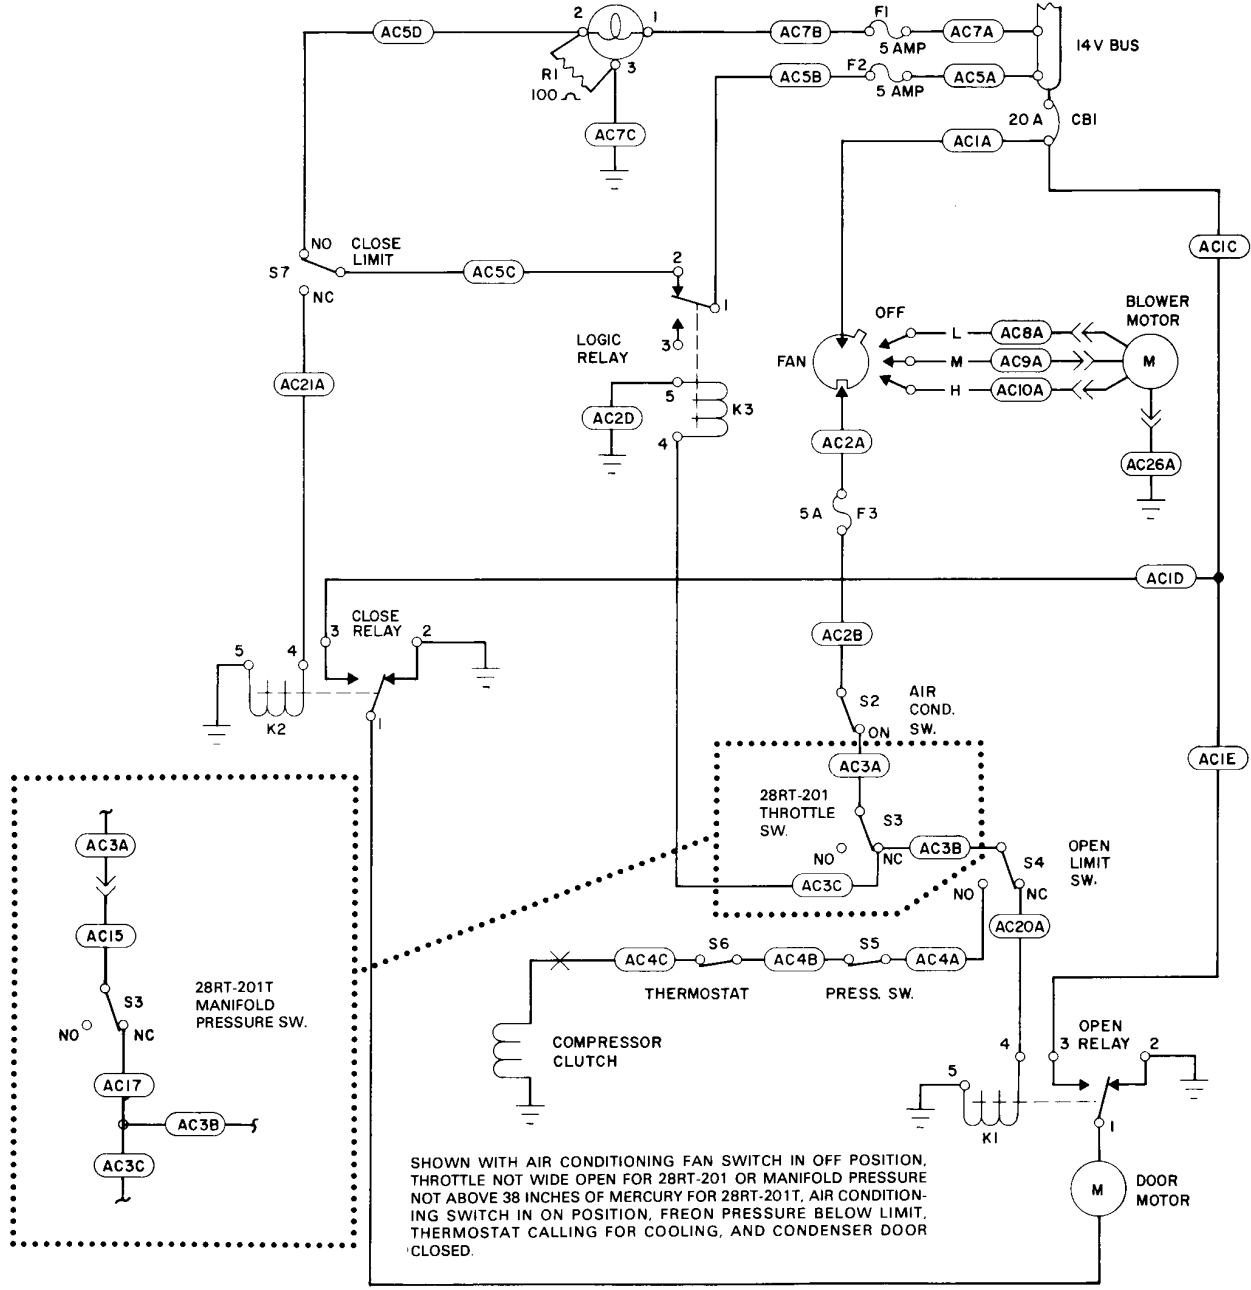 AC5D
2
1
AC7B
F1
5 AMP
AC7A
14V BUS
3
R1
100 Ω
AC5B
F2
5 AMP
AC5A
20A
CB1
AC7C
AC1A
NO
CLOSE
LIMIT
S7
NC
AC5C
2
1
AC1C
LOGIC
RELAY
3
5
K3
4
AC2D
OFF
FAN
L
AC8A
M
AC9A
H
AC10A
BLOWER
MOTOR
M
AC26A
AC21A
AC2A
5A
F3
AC1D
CLOSE
RELAY
3
2
5
4
K2
1
AC2B
S2
AIR
COND.
SW.
ON
AC3A
28RT-201
THROTTLE
SW.
S3
NO
NC
AC3B
AC3C
S4
OPEN
LIMIT
SW.
NO
NC
AC20A
AC1E
AC3A
AC15
S3
NO
NC
28RT-201T
MANIFOLD
PRESSURE SW.
AC17
AC3B
AC3C
AC4C
S6
AC4B
S5
AC4A
THERMOSTAT
PRESS. SW.
COMPRESSOR
CLUTCH
4
3
OPEN
RELAY
2
5
K1
1
M
DOOR
MOTOR
SHOWN WITH AIR CONDITIONING FAN SWITCH IN OFF POSITION,
THROTTLE NOT WIDE OPEN FOR 28RT-201 OR MANIFOLD PRESSURE
NOT ABOVE 38 INCHES OF MERCURY FOR 28RT-201T, AIR CONDITION-
ING SWITCH IN ON POSITION, FREON PRESSURE BELOW LIMIT,
THERMOSTAT CALLING FOR COOLING, AND CONDENSER DOOR
CLOSED.